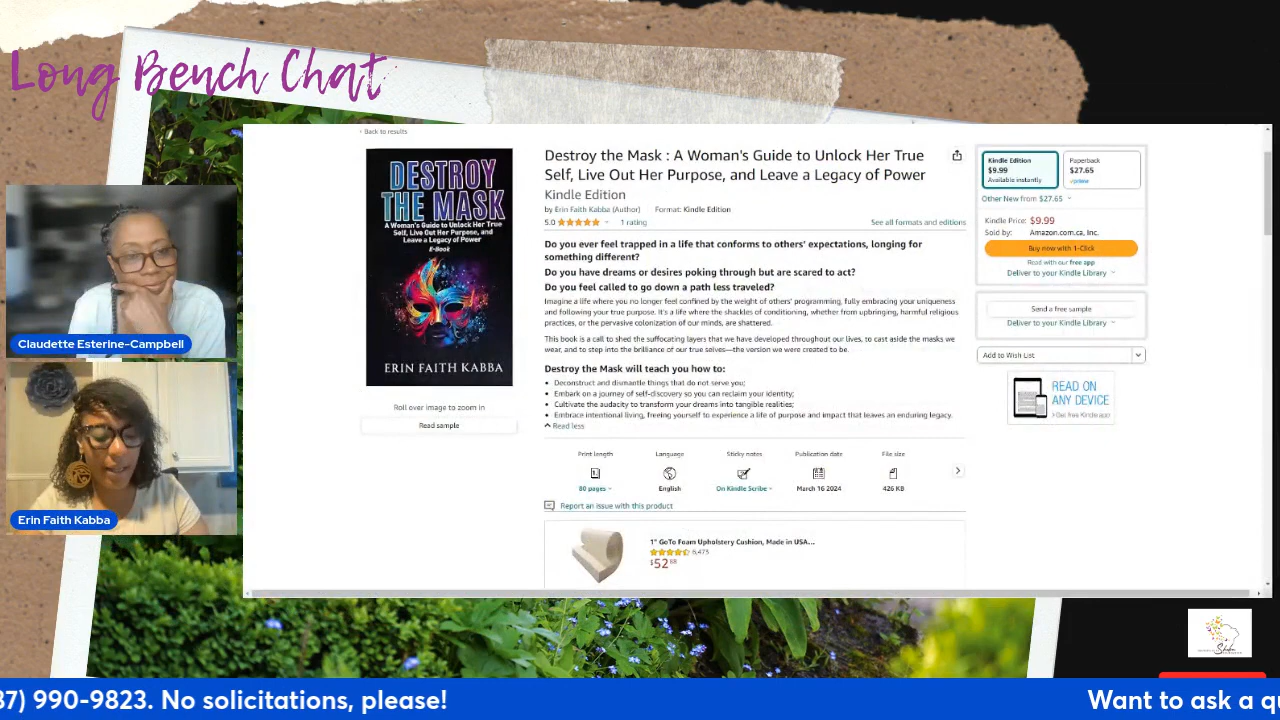 Long Bench Chat
‹ Back to results
DESTROY
THE MASK
A Woman's Guide to Unlock Her True
Self, Live Out Her Purpose, and
Leave a Legacy of Power
E-Book
ERIN FAITH KABBA
Roll over image to zoom in
Read sample
Destroy the Mask : A Woman's Guide to Unlock Her True
Self, Live Out Her Purpose, and Leave a Legacy of Power
Kindle Edition
by Erin Faith Kabba (Author) Format: Kindle Edition
5.0 1 rating See all formats and editions
Do you ever feel trapped in a life that conforms to others' expectations, longing for
something different?
Do you have dreams or desires poking through but are scared to act?
Do you feel called to go down a path less traveled?
Imagine a life where you no longer feel confined by the weight of others' programming, fully embracing your uniqueness
and following your true purpose. It's a life where the shackles of conditioning, whether from upbringing, harmful religious
practices, or the pervasive colonization of our minds, are shattered.
This book is a call to shed the suffocating layers that we have developed throughout our lives, to cast aside the masks we
wear, and to step into the brilliance of our true selves—the version we were created to be.
Destroy the Mask will teach you how to:
• Deconstruct and dismantle things that do not serve you;
• Embark on a journey of self-discovery so you can reclaim your identity;
• Cultivate the audacity to transform your dreams into tangible realities;
• Embrace intentional living, freeing yourself to experience a life of purpose and impact that leaves an enduring legacy.
Read less
Print length Language Sticky notes Publication date File size
80 pages English On Kindle Scribe March 16 2024 426 KB
Report an issue with this product
1" GoTo Foam Upholstery Cushion, Made in USA...
6,475
$52
Kindle Edition
$9.99
Available instantly
Paperback
$27.65
prime
Other New from $27.65
Kindle Price: $9.99
Sold by: Amazon.com.ca, Inc.
Buy now with 1-Click
Read with our free app
Deliver to your Kindle Library
Send a free sample
Deliver to your Kindle Library
Add to Wish List
READ ON
ANY DEVICE
Get free Kindle app
Claudette Esterine-Campbell
Erin Faith Kabba
37) 990-9823. No solicitations, please!
Want to ask a qu